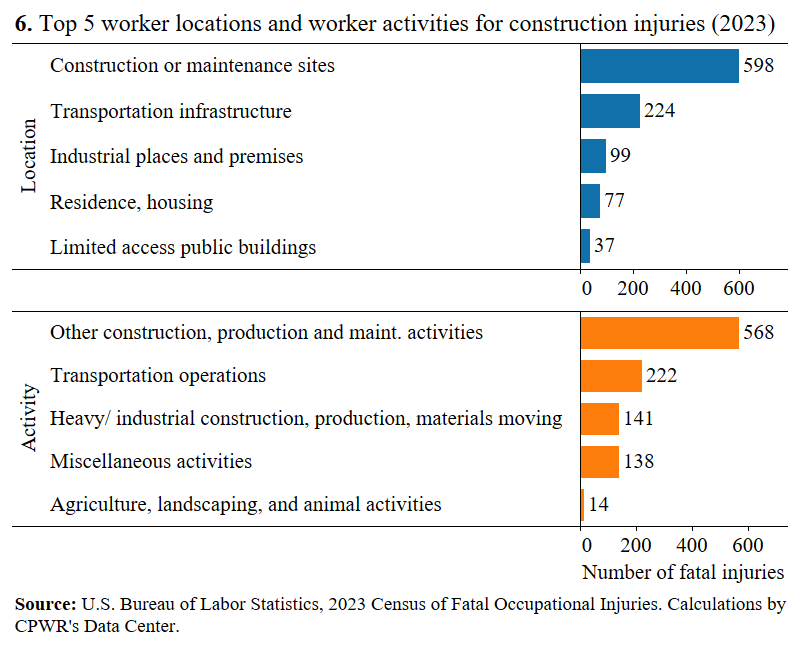 6. Top 5 worker locations and worker activities for construction injuries (2023)
Location
Construction or maintenance sites 598
Transportation infrastructure 224
Industrial places and premises 99
Residence, housing 77
Limited access public buildings 37
0 200 400 600
Activity
Other construction, production and maint. activities 568
Transportation operations 222
Heavy/ industrial construction, production, materials moving 141
Miscellaneous activities 138
Agriculture, landscaping, and animal activities 14
0 200 400 600
Number of fatal injuries
Source: U.S. Bureau of Labor Statistics, 2023 Census of Fatal Occupational Injuries. Calculations by
CPWR's Data Center.